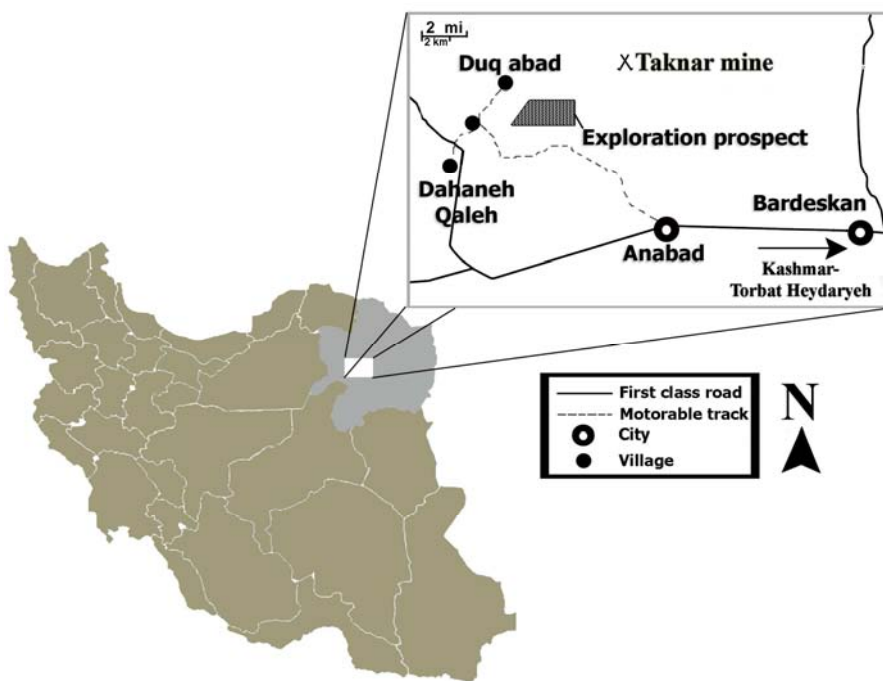 2 mi
2 km
Duq abad
Taknar mine
Exploration prospect
Dahaneh
Qaleh
Bardeskan
Anabad
Kashmar-
Torbat Heydaryeh
First class road
Motorable track
City
Village
N